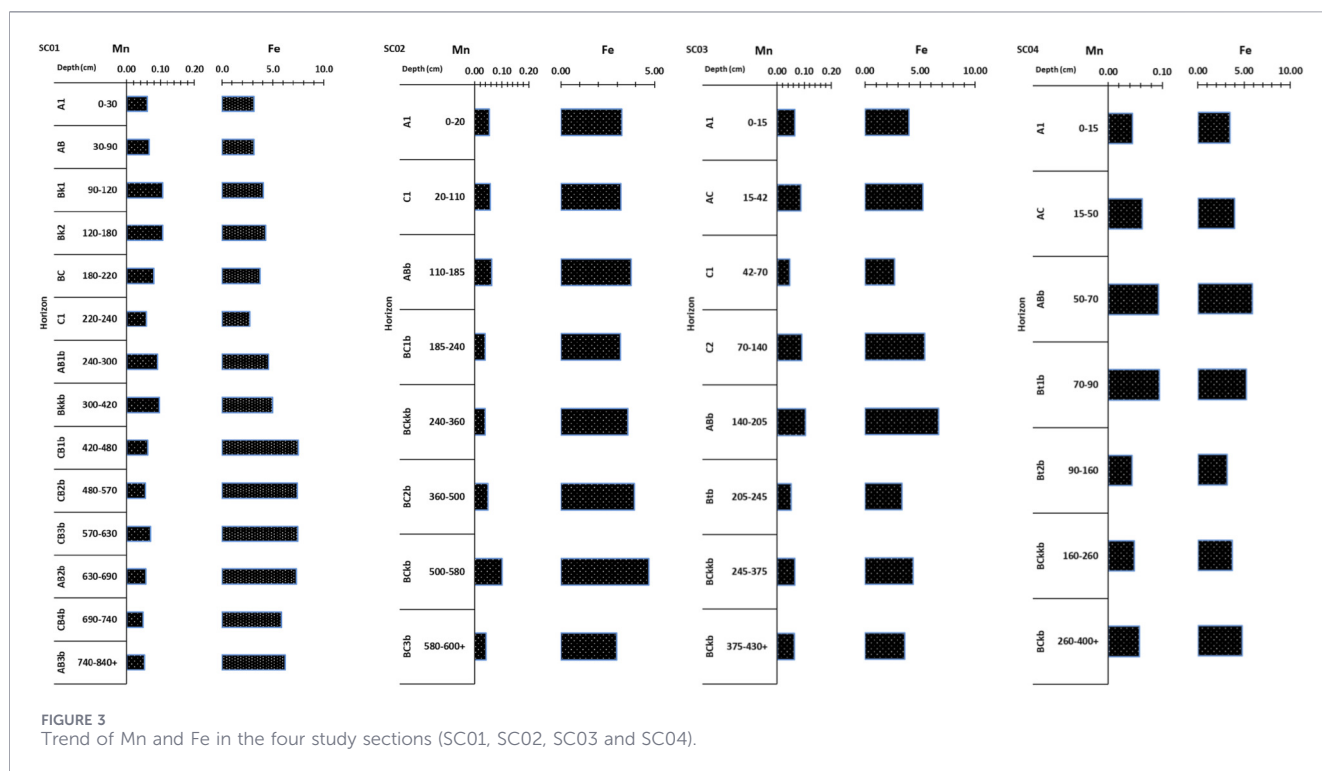 SC01 Mn Fe
Depth (cm) 0.00 0.10 0.20 0.0 5.0 10.0
Horizon
A1 0-30
AB 30-90
Bk1 90-120
Bk2 120-180
BC 180-220
C1 220-240
AB1b 240-300
Bkkb 300-420
CB1b 420-480
CB2b 480-570
CB3b 570-630
AB2b 630-690
CB4b 690-740
AB3b 740-840+
SC02 Mn Fe
Depth (cm) 0.00 0.10 0.20 0.00 5.00
Horizon
A1 0-20
C1 20-110
ABb 110-185
BC1b 185-240
BCkkb 240-360
BC2b 360-500
BCkb 500-580
BC3b 580-600+
SC03 Mn Fe
Depth (cm) 0.00 0.10 0.20 0.00 5.00 10.00
Horizon
A1 0-15
AC 15-42
C1 42-70
C2 70-140
ABb 140-205
Btb 205-245
BCkkb 245-375
BCkb 375-430+
SC04 Mn Fe
Depth (cm) 0.00 0.10 0.00 5.00 10.00
Horizon
A1 0-15
AC 15-50
ABb 50-70
Bt1b 70-90
Bt2b 90-160
BCkkb 160-260
BCkb 260-400+
FIGURE 3
Trend of Mn and Fe in the four study sections (SC01, SC02, SC03 and SC04).